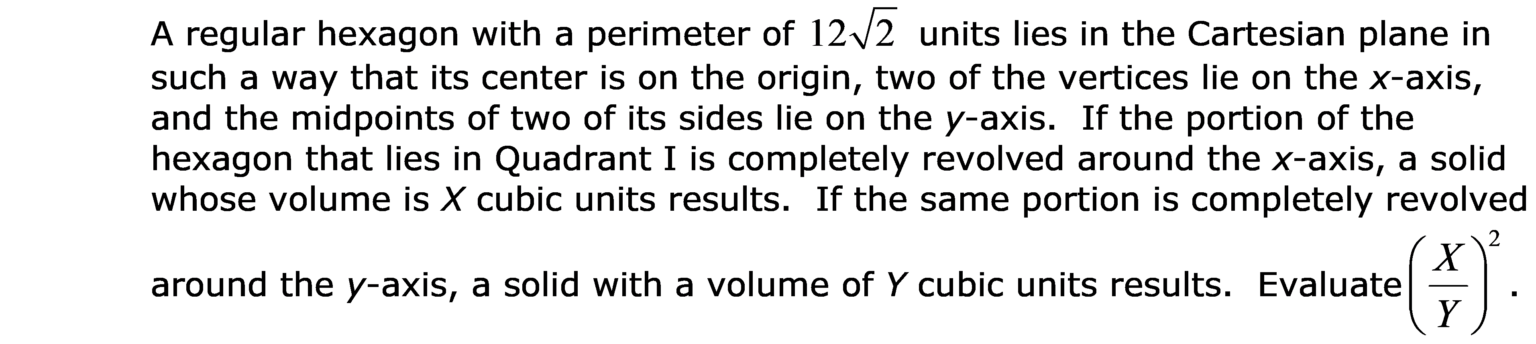 A regular hexagon with a perimeter of 12√2 units lies in the Cartesian plane in
such a way that its center is on the origin, two of the vertices lie on the x-axis,
and the midpoints of two of its sides lie on the y-axis.  If the portion of the
hexagon that lies in Quadrant I is completely revolved around the x-axis, a solid
whose volume is X cubic units results.  If the same portion is completely revolved
around the y-axis, a solid with a volume of Y cubic units results.  Evaluate (X/Y)².